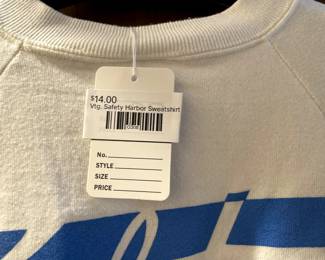 $14.00
Vtg. Safety Harbor Sweatshirt
No.
STYLE
SIZE
PRICE